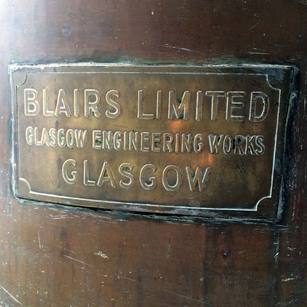 BLAIRS LIMITED
GLASGOW ENGINEERING WORKS
GLASGOW